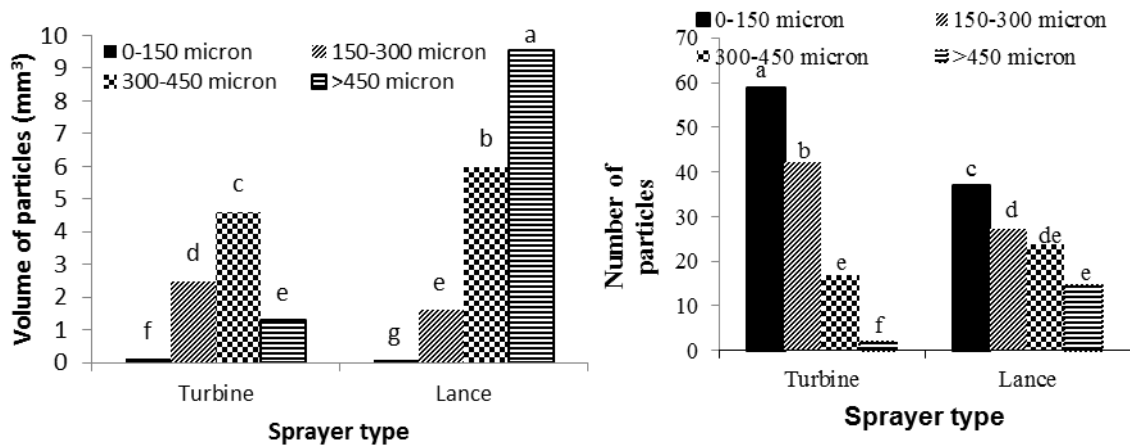 0-150 micron
150-300 micron
300-450 micron
>450 micron
Volume of particles (mm³)
10
9
8
7
6
5
4
3
2
1
0
f
d
c
e
g
e
b
a
Turbine
Lance
Sprayer type
0-150 micron
150-300 micron
300-450 micron
>450 micron
Number of
particles
70
60
50
40
30
20
10
0
a
b
e
f
c
d
de
e
Turbine
Lance
Sprayer type